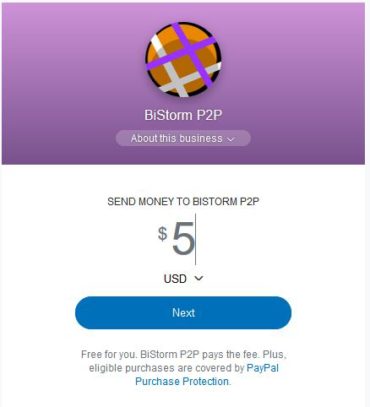 BiStorm P2P
About this business
SEND MONEY TO BISTORM P2P
$5
USD
Next
Free for you. BiStorm P2P pays the fee. Plus,
eligible purchases are covered by PayPal
Purchase Protection.